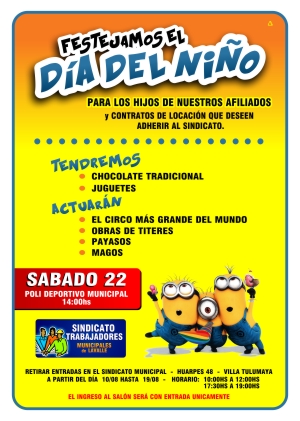 FESTEJAMOS EL
DÍA DEL NIÑO
PARA LOS HIJOS DE NUESTROS AFILIADOS
y CONTRATOS DE LOCACIÓN QUE DESEEN
ADHERIR AL SINDICATO.
TENDREMOS
CHOCOLATE TRADICIONAL
JUGUETES
ACTUARÁN
EL CIRCO MÁS GRANDE DEL MUNDO
OBRAS DE TITERES
PAYASOS
MAGOS
SABADO 22
POLI DEPORTIVO MUNICIPAL
14:00hs
SINDICATO
TRABAJADORES
MUNICIPALES
DE LAVALLE
RETIRAR ENTRADAS EN EL SINDICATO MUNICIPAL - HUARPES 48 - VILLA TULUMAYA
A PARTIR DEL DÍA 10/08 HASTA 19/08 - HORARIO: 10:00HS À 12:00HS
17:30HS À 19:00HS
EL INGRESO AL SALÓN SERÁ CON ENTRADA UNICAMENTE